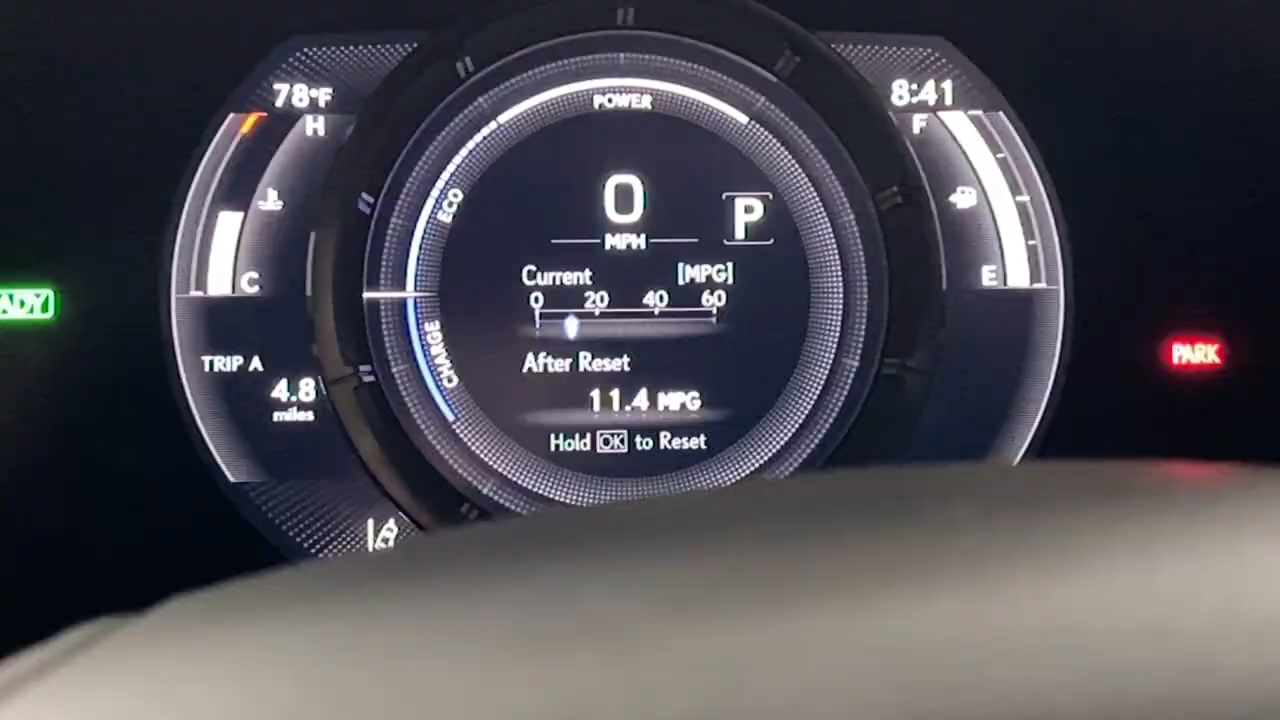 78°F
8:41
H
F
POWER
ECO
0
P
MPH
C
E
Current [MPG]
0 20 40 60
CHARGE
After Reset
TRIP A
4.8
miles
11.4 MPG
Hold OK to Reset
PARK